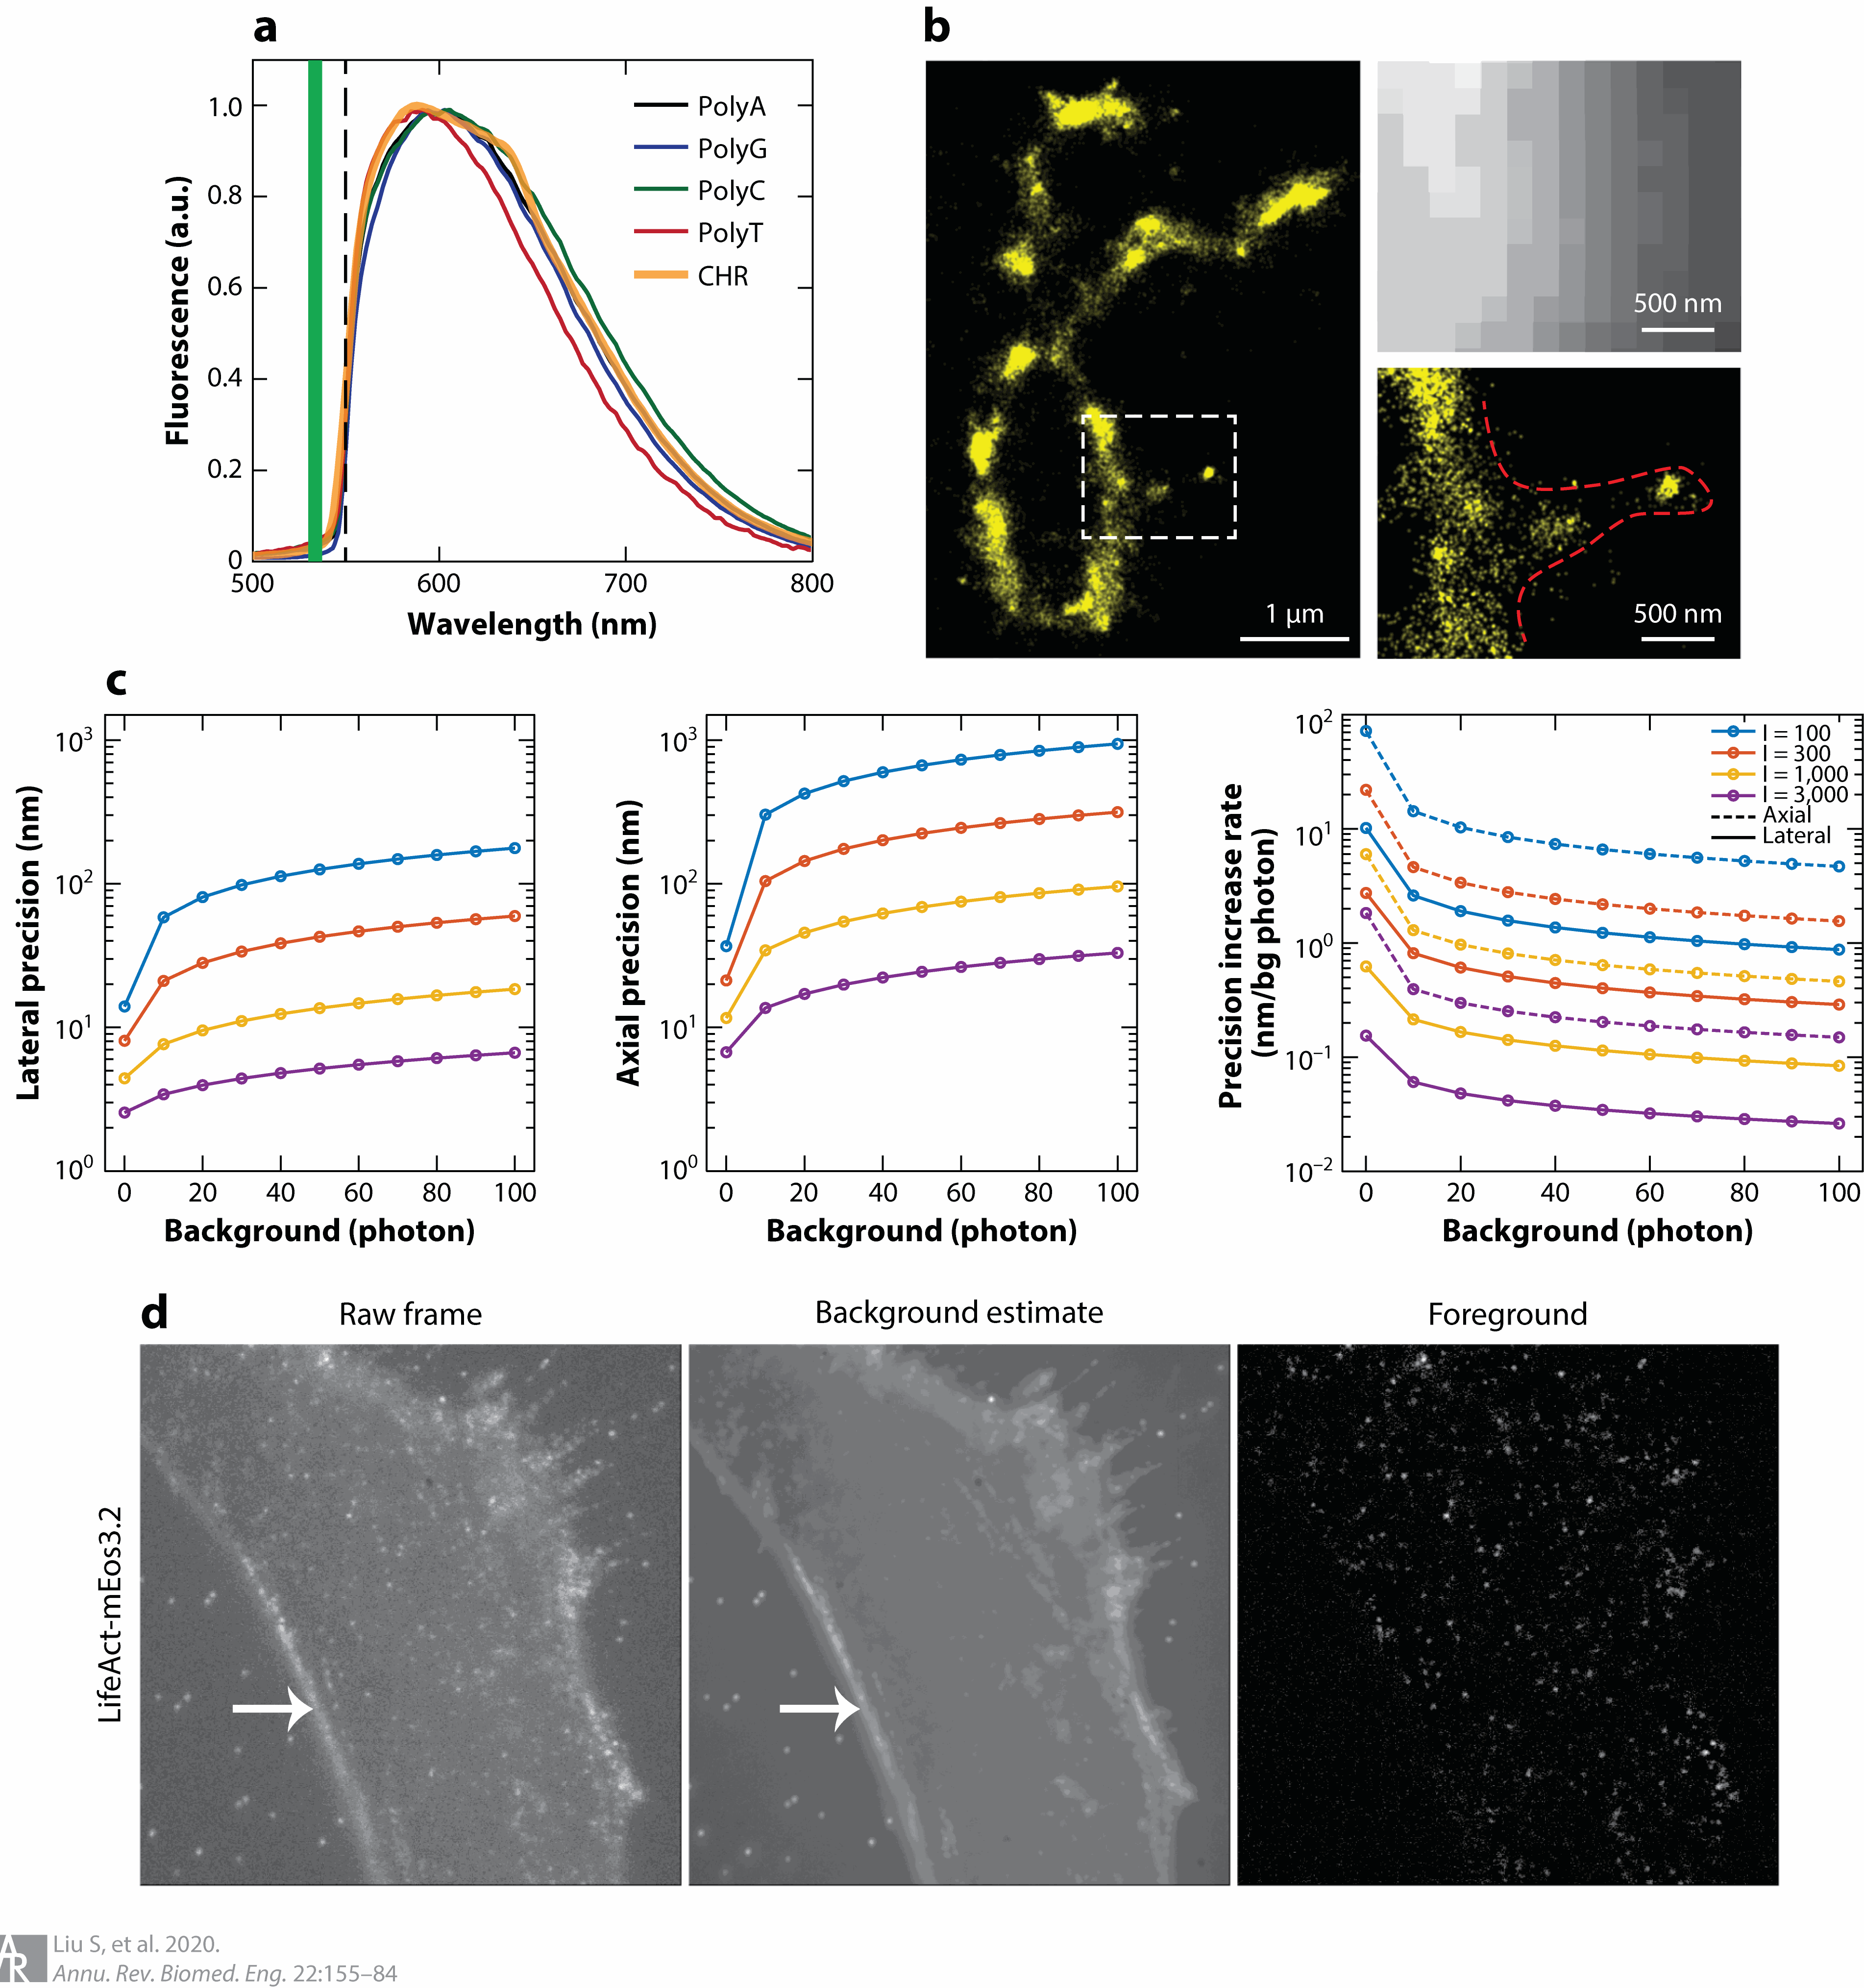 a
1.0
0.8
0.6
0.4
0.2
0
500
600
700
800
Fluorescence (a.u.)
Wavelength (nm)
PolyA
PolyG
PolyC
PolyT
CHR
b
1 µm
500 nm
500 nm
c
10³
10²
10¹
10⁰
0 20 40 60 80 100
Lateral precision (nm)
Background (photon)
10³
10²
10¹
10⁰
0 20 40 60 80 100
Axial precision (nm)
Background (photon)
10²
10¹
10⁰
10⁻¹
10⁻²
0 20 40 60 80 100
Precision increase rate
(nm/bg photon)
Background (photon)
I = 100
I = 300
I = 1,000
I = 3,000
Axial
Lateral
d
Raw frame
Background estimate
Foreground
LifeAct-mEos3.2
AR
Liu S, et al. 2020.
Annu. Rev. Biomed. Eng. 22:155–84